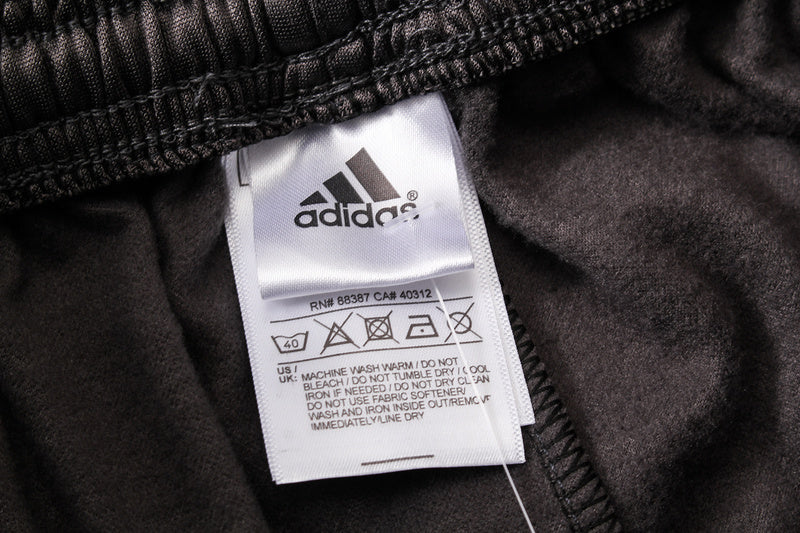 adidas®
RN# 88387 CA# 40312
40
US /
UK: MACHINE WASH WARM / DO NOT
BLEACH / DO NOT TUMBLE DRY / COOL
IRON IF NEEDED / DO NOT DRY CLEAN
DO NOT USE FABRIC SOFTENER/
WASH AND IRON INSIDE OUT/REMOVE
IMMEDIATELY/LINE DRY